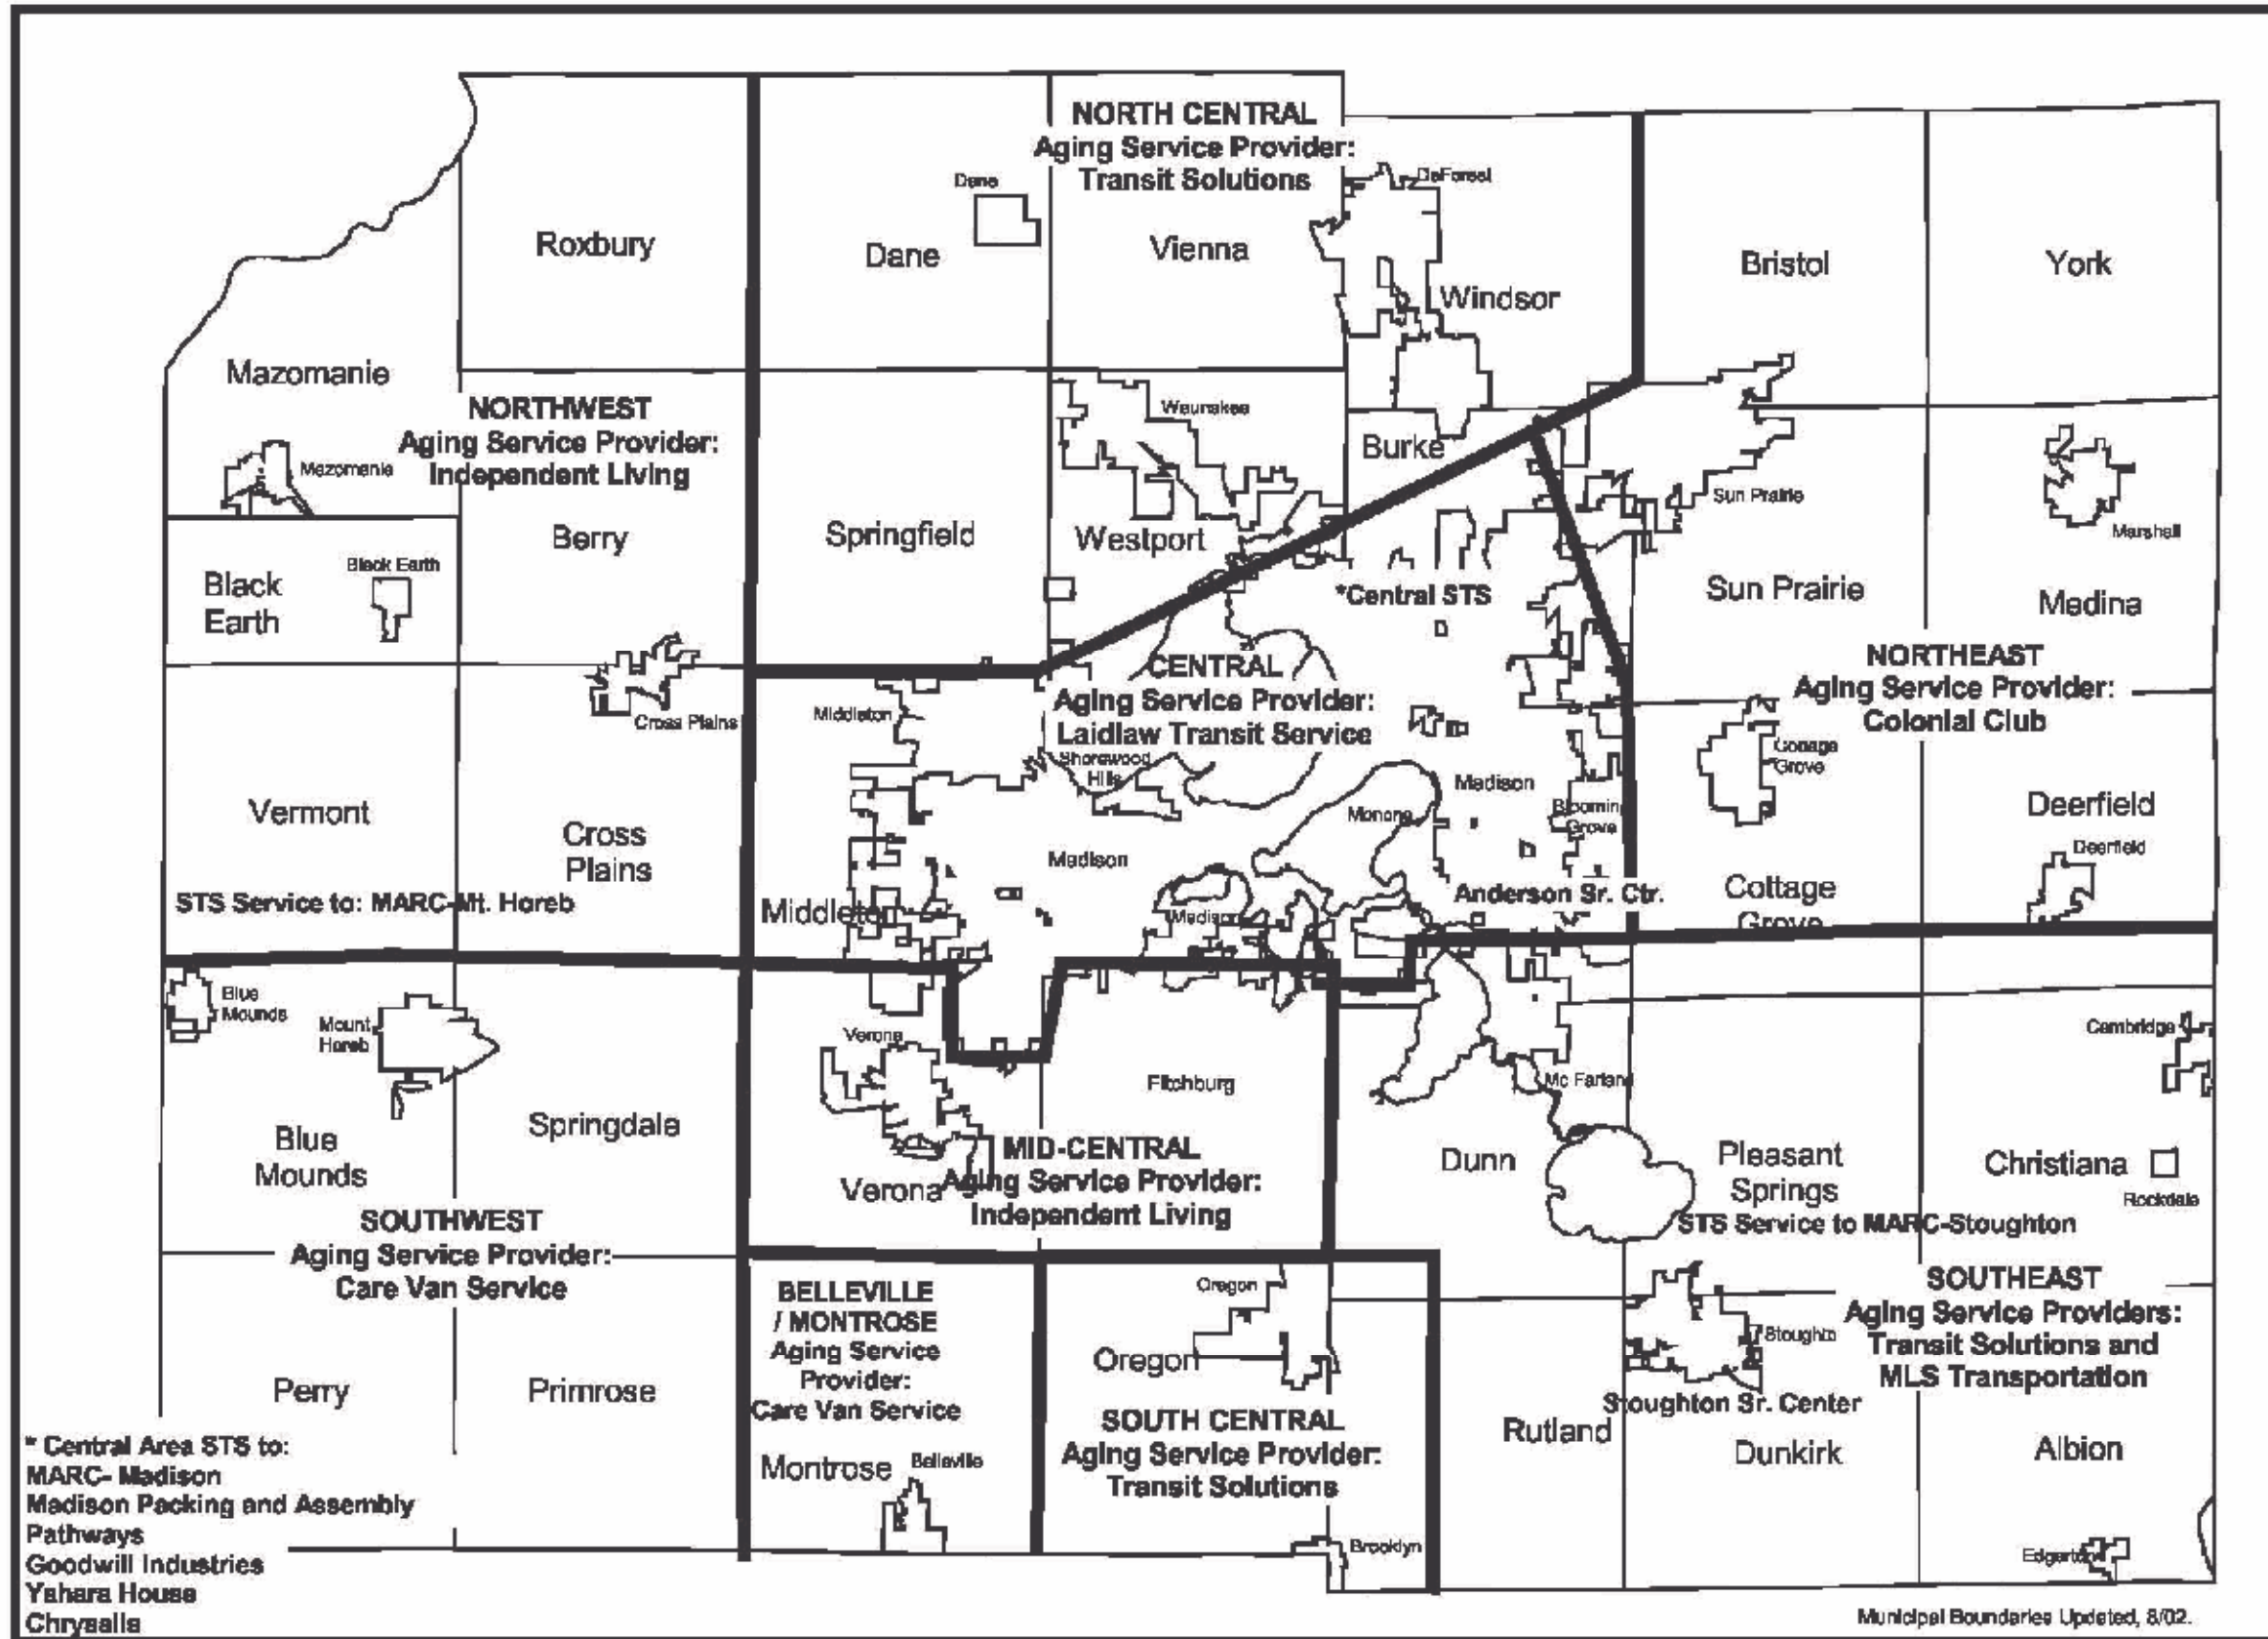 NORTH CENTRAL
Aging Service Provider:
Transit Solutions
Dane
DeForest
Roxbury
Dane
Vienna
Windsor
Bristol
York
Mazomanie
NORTHWEST
Aging Service Provider:
Independent Living
Mazomanie
Waunakee
Burke
Sun Prairie
Marshall
Berry
Springfield
Westport
Black Earth
Black
Earth
*Central STS
Sun Prairie
Medina
CENTRAL
Aging Service Provider:
Laidlaw Transit Service
NORTHEAST
Aging Service Provider:
Colonial Club
Cross Plains
Middleton
Shorewood
Hills
Cottage
Grove
Vermont
Cross
Plains
Madison
Monona
Madison
Blooming
Grove
Deerfield
Deerfield
STS Service to: MARC-Mt. Horeb
Middleton
Madison
Anderson Sr. Ctr.
Cottage
Grove
Blue
Mounds
Mount
Horeb
Verona
Fitchburg
Mc Farland
Cambridge
Blue
Mounds
Springdale
Verona
MID-CENTRAL
Aging Service Provider:
Independent Living
Dunn
Pleasant
Springs
Christiana
Rockdale
STS Service to MARC-Stoughton
SOUTHWEST
Aging Service Provider:
Care Van Service
BELLEVILLE
/ MONTROSE
Aging Service
Provider:
Care Van Service
Oregon
Oregon
SOUTHEAST
Aging Service Providers:
Transit Solutions and
MLS Transportation
Stoughto
Stoughton Sr. Center
Perry
Primrose
SOUTH CENTRAL
Aging Service Provider:
Transit Solutions
Rutland
Dunkirk
Albion
Montrose
Belleville
Brooklyn
Edgerton
* Central Area STS to:
MARC- Madison
Madison Packing and Assembly
Pathways
Goodwill Industries
Yahara House
Chrysalis
Municipal Boundaries Updated, 8/02.